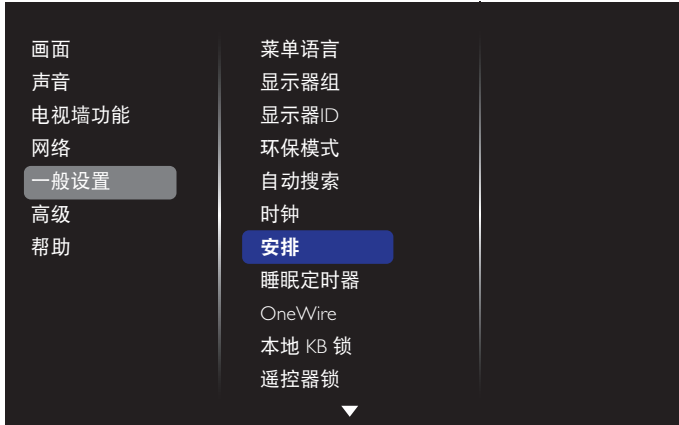 画面
声音
电视墙功能
网络
一般设置
高级
帮助
菜单语言
显示器组
显示器ID
环保模式
自动搜索
时钟
安排
睡眠定时器
OneWire
本地 KB 锁
遥控器锁